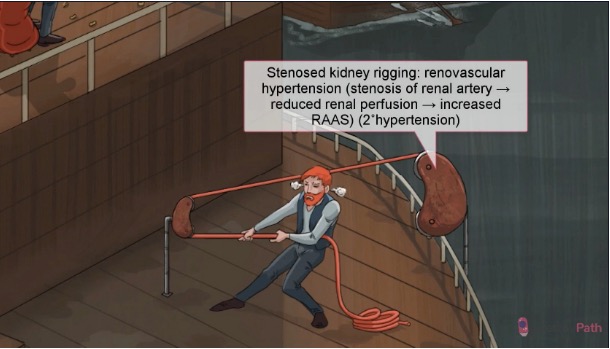 Stenosed kidney rigging: renovascular
hypertension (stenosis of renal artery →
reduced renal perfusion → increased
RAAS) (2°hypertension)
Path